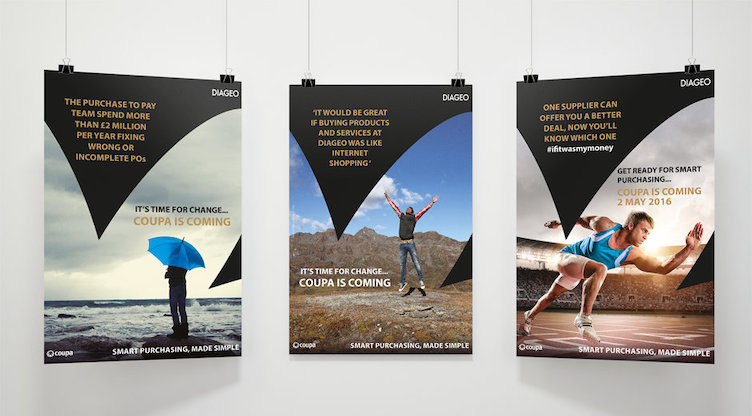 DIAGEO
THE PURCHASE TO PAY
TEAM SPEND MORE
THAN £2 MILLION
PER YEAR FIXING
WRONG OR
INCOMPLETE POs
IT'S TIME FOR CHANGE...
COUPA IS COMING
coupa
SMART PURCHASING, MADE SIMPLE
DIAGEO
'IT WOULD BE GREAT
IF BUYING PRODUCTS
AND SERVICES AT
DIAGEO WAS LIKE
INTERNET
SHOPPING'
IT'S TIME FOR CHANGE...
COUPA IS COMING
coupa
SMART PURCHASING, MADE SIMPLE
DIAGEO
ONE SUPPLIER CAN
OFFER YOU A BETTER
DEAL, NOW YOU'LL
KNOW WHICH ONE
#ifitwasmymoney
GET READY FOR SMART
PURCHASING...
COUPA IS COMING
2 MAY 2016
coupa
SMART PURCHASING, MADE SIMPLE